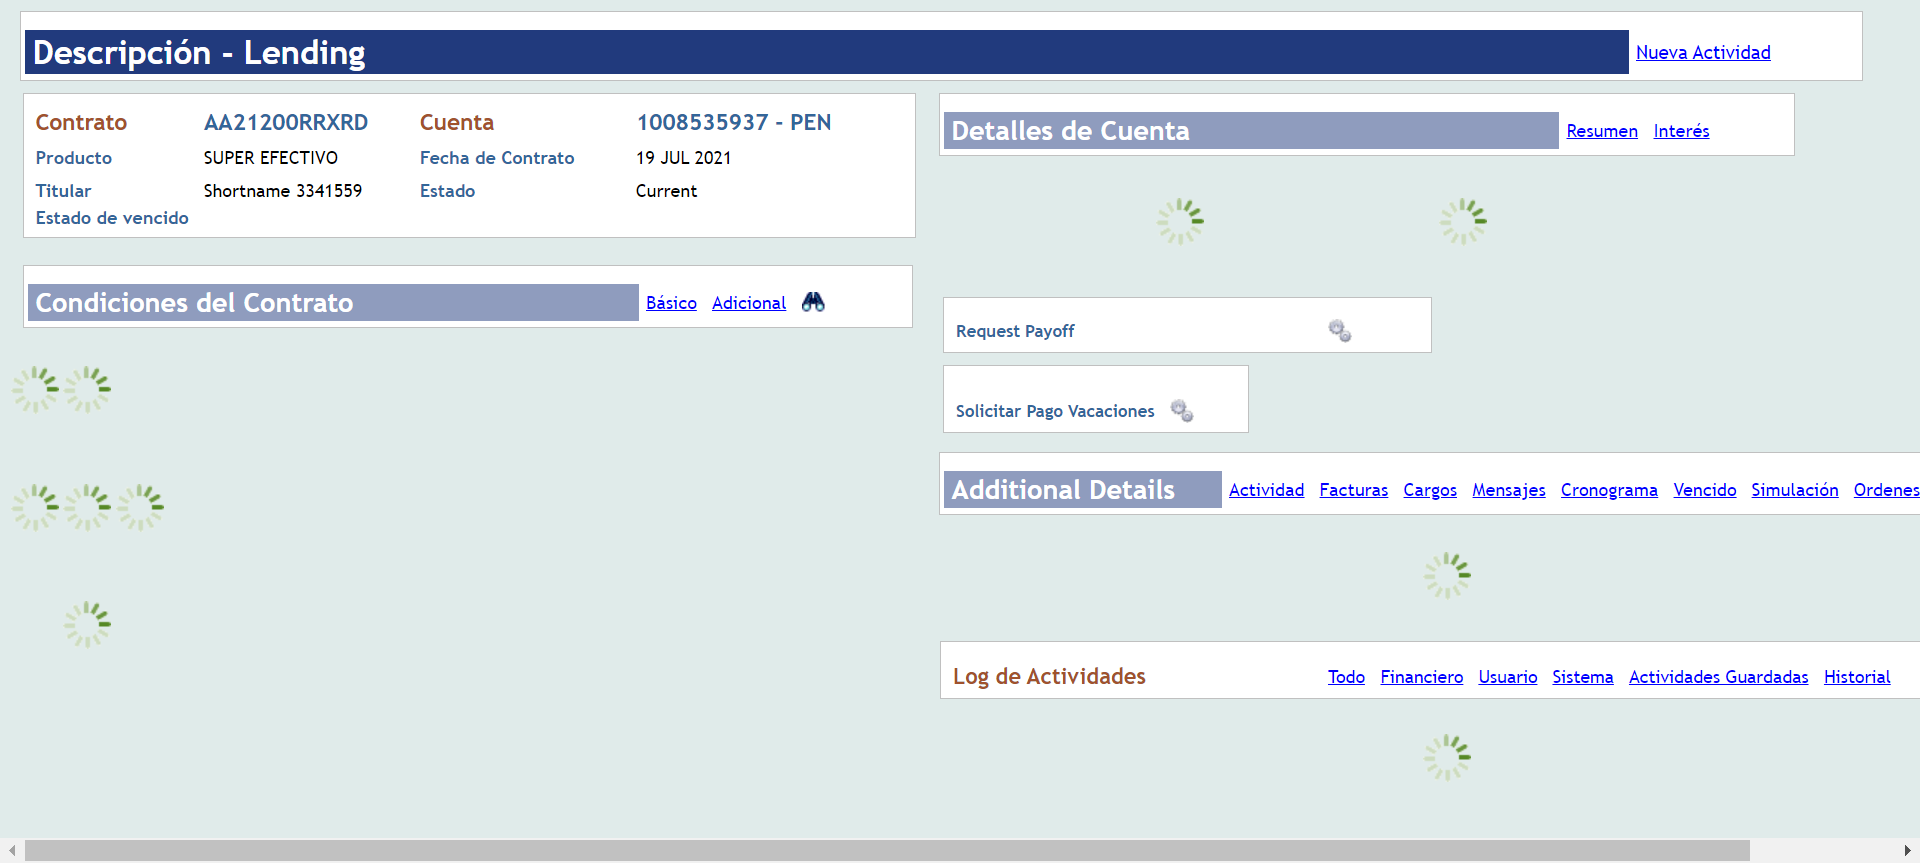 Descripción - Lending
Nueva Actividad
Contrato AA21200RRXRD Cuenta 1008535937 - PEN
Producto SUPER EFECTIVO Fecha de Contrato 19 JUL 2021
Titular Shortname 3341559 Estado Current
Estado de vencido
Condiciones del Contrato Básico Adicional
Detalles de Cuenta Resumen Interés
Request Payoff
Solicitar Pago Vacaciones
Additional Details Actividad Facturas Cargos Mensajes Cronograma Vencido Simulación Ordenes
Log de Actividades Todo Financiero Usuario Sistema Actividades Guardadas Historial